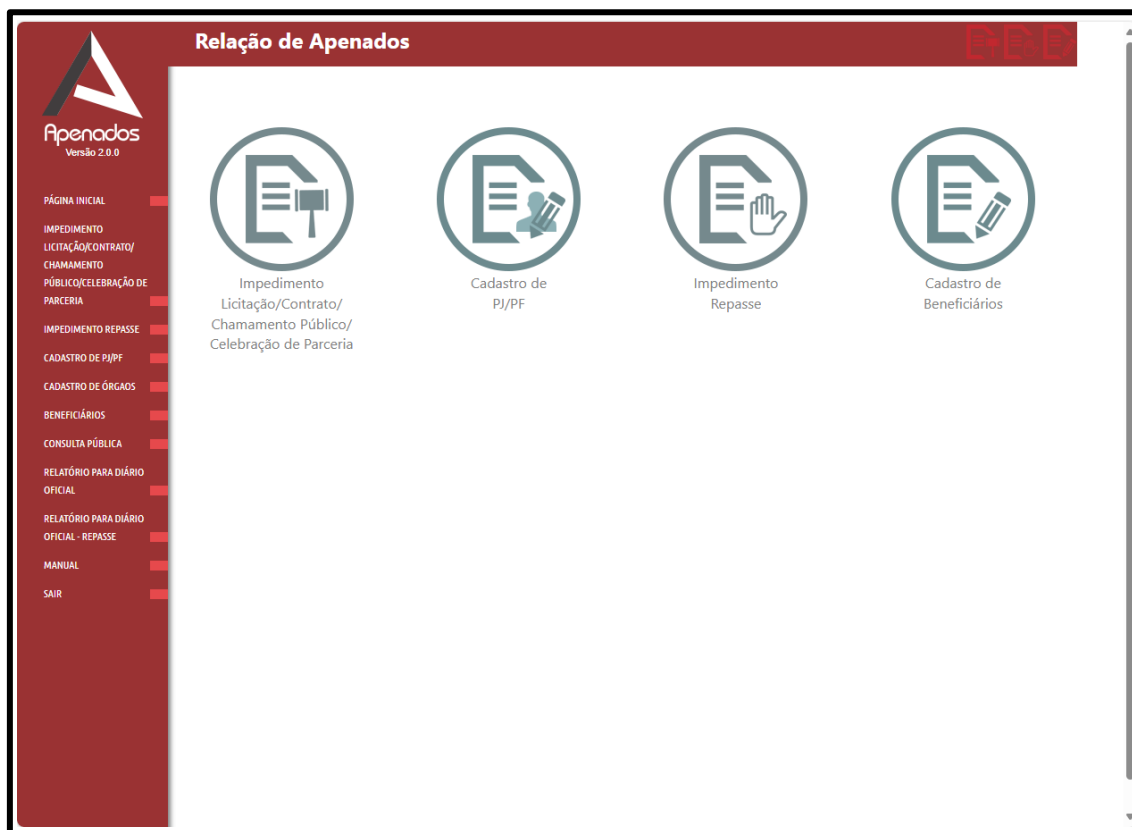 Relação de Apenados
Apenados
Versão 2.0.0
PÁGINA INICIAL
IMPEDIMENTO
LICITAÇÃO/CONTRATO/
CHAMAMENTO
PÚBLICO/CELEBRAÇÃO DE
PARCERIA
IMPEDIMENTO REPASSE
CADASTRO DE PJ/PF
CADASTRO DE ÓRGAOS
BENEFICIÁRIOS
CONSULTA PÚBLICA
RELATÓRIO PARA DIÁRIO
OFICIAL
RELATÓRIO PARA DIÁRIO
OFICIAL - REPASSE
MANUAL
SAIR
Impedimento
Licitação/Contrato/
Chamamento Público/
Celebração de Parceria
Cadastro de
PJ/PF
Impedimento
Repasse
Cadastro de
Beneficiários